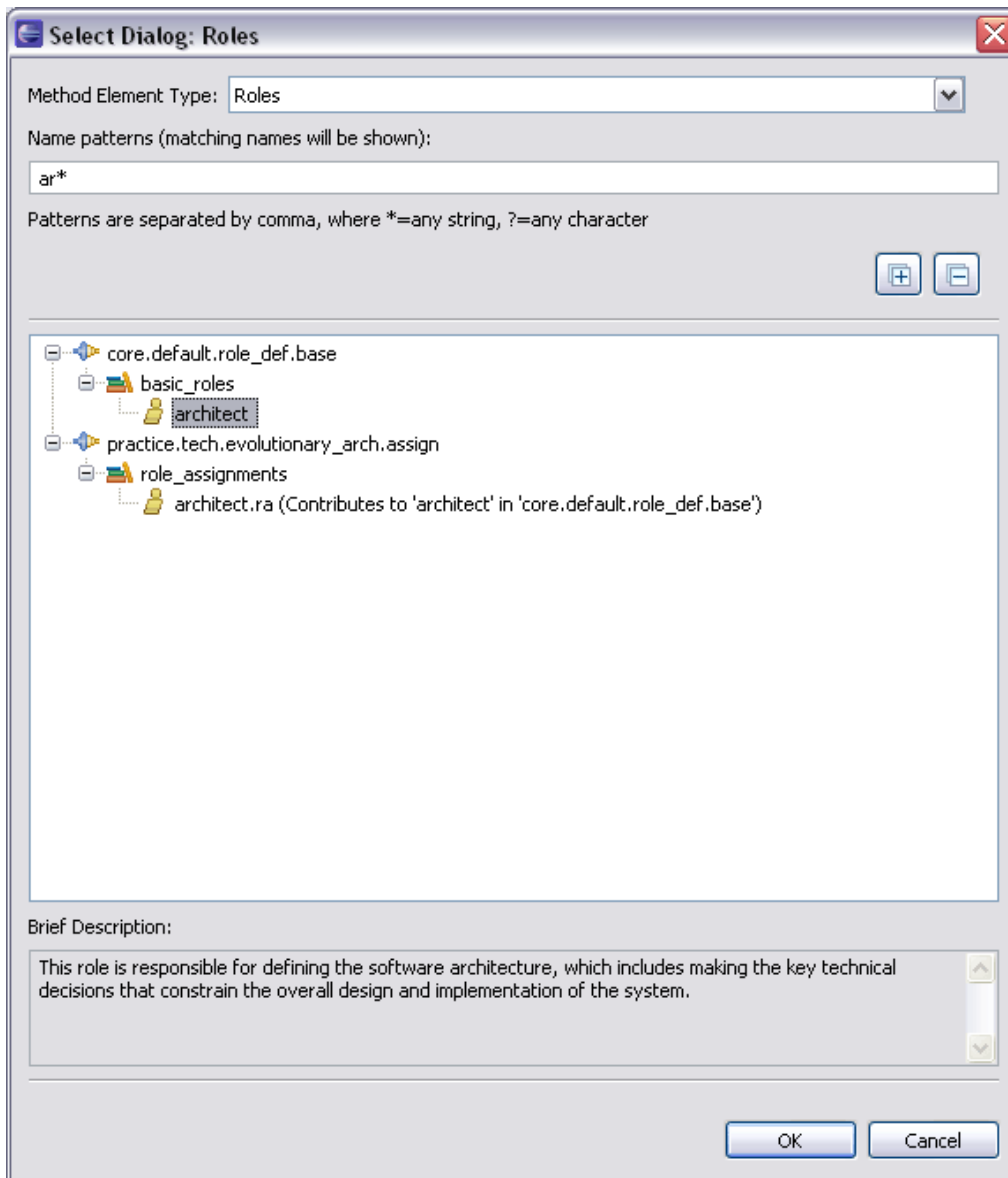 Select Dialog: Roles
Method Element Type: Roles
Name patterns (matching names will be shown):
ar*
Patterns are separated by comma, where *=any string, ?=any character
core.default.role_def.base
basic_roles
architect
practice.tech.evolutionary_arch.assign
role_assignments
architect.ra (Contributes to 'architect' in 'core.default.role_def.base')
Brief Description:
This role is responsible for defining the software architecture, which includes making the key technical
decisions that constrain the overall design and implementation of the system.
OK Cancel